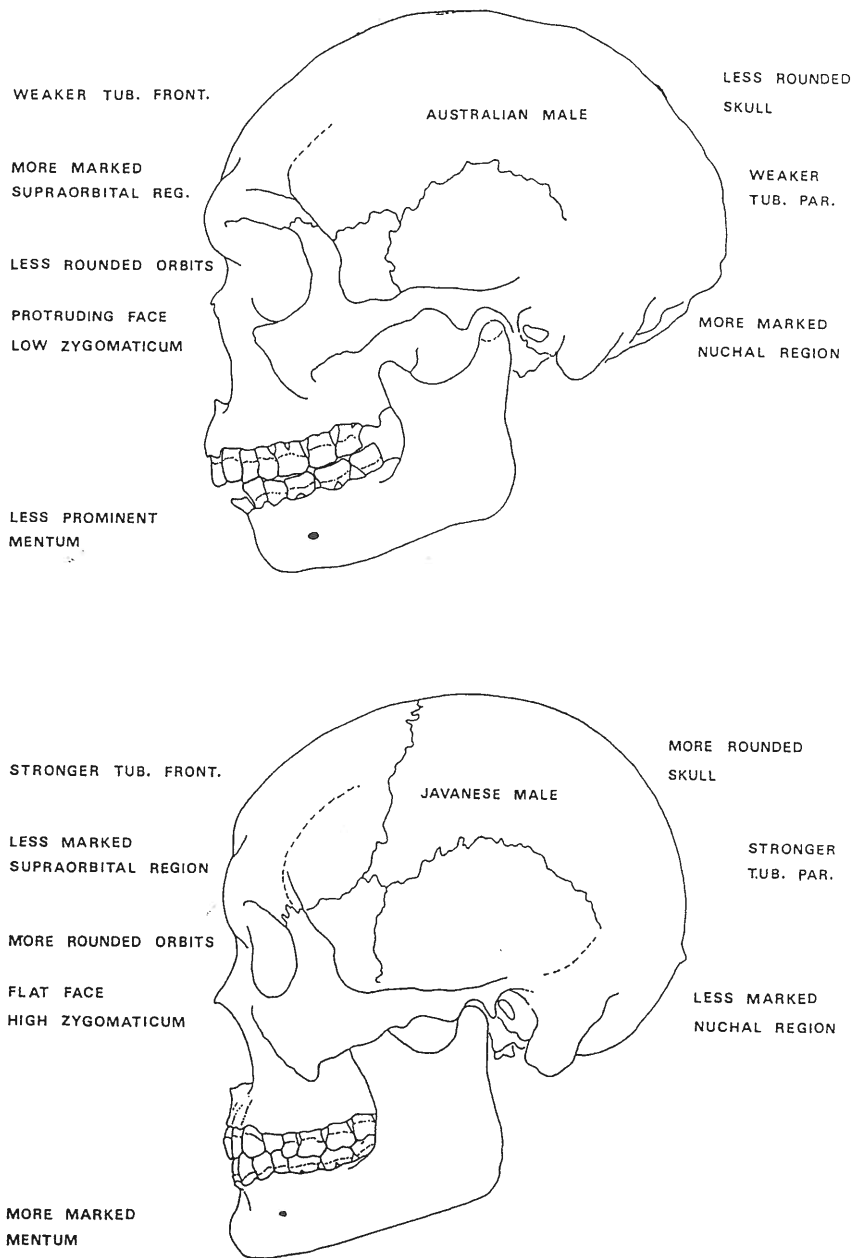 WEAKER TUB. FRONT.
MORE MARKED
SUPRAORBITAL REG.
LESS ROUNDED ORBITS
PROTRUDING FACE
LOW ZYGOMATICUM
LESS PROMINENT
MENTUM
AUSTRALIAN MALE
LESS ROUNDED
SKULL
WEAKER
TUB. PAR.
MORE MARKED
NUCHAL REGION
STRONGER TUB. FRONT.
LESS MARKED
SUPRAORBITAL REGION
MORE ROUNDED ORBITS
FLAT FACE
HIGH ZYGOMATICUM
MORE MARKED
MENTUM
JAVANESE MALE
MORE ROUNDED
SKULL
STRONGER
TUB. PAR.
LESS MARKED
NUCHAL REGION